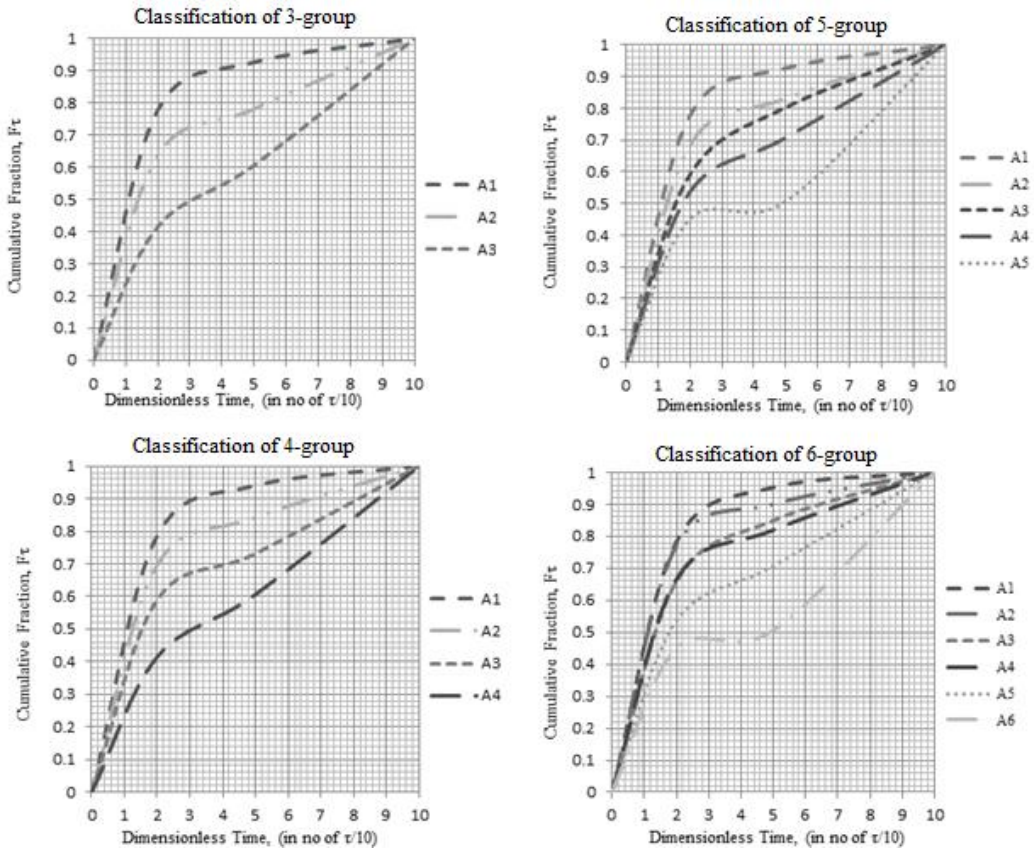 Classification of 3-group
Cumulative Fraction, Fτ
1
0.9
0.8
0.7
0.6
0.5
0.4
0.3
0.2
0.1
0
0 1 2 3 4 5 6 7 8 9 10
Dimensionless Time, (in no of τ/10)
A1
A2
A3
Classification of 5-group
Cumulative Fraction, Fτ
1
0.9
0.8
0.7
0.6
0.5
0.4
0.3
0.2
0.1
0
0 1 2 3 4 5 6 7 8 9 10
Dimensionless Time, (in no of τ/10)
A1
A2
A3
A4
A5
Classification of 4-group
Cumulative Fraction, Fτ
1
0.9
0.8
0.7
0.6
0.5
0.4
0.3
0.2
0.1
0
0 1 2 3 4 5 6 7 8 9 10
Dimensionless Time, (in no of τ/10)
A1
A2
A3
A4
Classification of 6-group
Cumulative Fraction, Fτ
1
0.9
0.8
0.7
0.6
0.5
0.4
0.3
0.2
0.1
0
0 1 2 3 4 5 6 7 8 9 10
Dimensionless Time, (in no of τ/10)
A1
A2
A3
A4
A5
A6